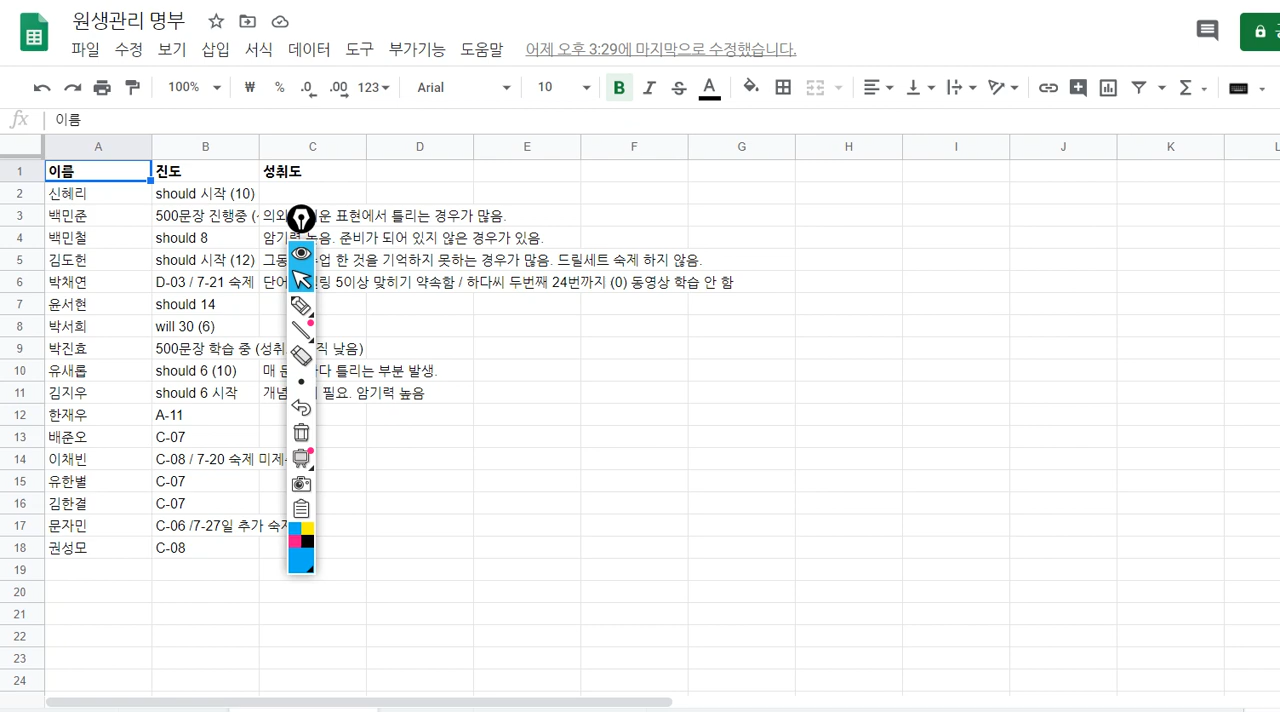 원생관리 명부
파일 수정 보기 삽입 서식 데이터 도구 부가기능 도움말 어제 오후 3:29에 마지막으로 수정했습니다.
100% ₩ % .0 .00 123 Arial 10 B I S A Σ
fx 이름
A B C D E F G H I J K L
1 이름 진도 성취도
2 신혜리 should 시작 (10)
3 백민준 500문장 진행중 의외 표현에서 틀리는 경우가 많음.
4 백민철 should 8 암기력 높음. 준비가 되어 있지 않은 경우가 있음.
5 김도헌 should 시작 (12) 한 것을 기억하지 못하는 경우가 많음. 드릴세트 숙제 하지 않음.
6 박채연 D-03 / 7-21 숙제 5이상 맞히기 약속함 / 하다씨 두번째 24번까지 (0) 동영상 학습 안 함
7 윤서현 should 14
8 박서희 will 30 (6)
9 박진효 500문장 학습 중 낮음)
10 유새롭 should 6 (10) 매 틀리는 부분 발생.
11 김지우 should 6 시작 개념 필요. 암기력 높음
12 한재우 A-11
13 배준오 C-07
14 이채빈 C-08 / 7-20 숙제
15 유한별 C-07
16 김한결 C-07
17 문자민 C-06 /7-27일 추가
18 권성모 C-08
19
20
21
22
23
24